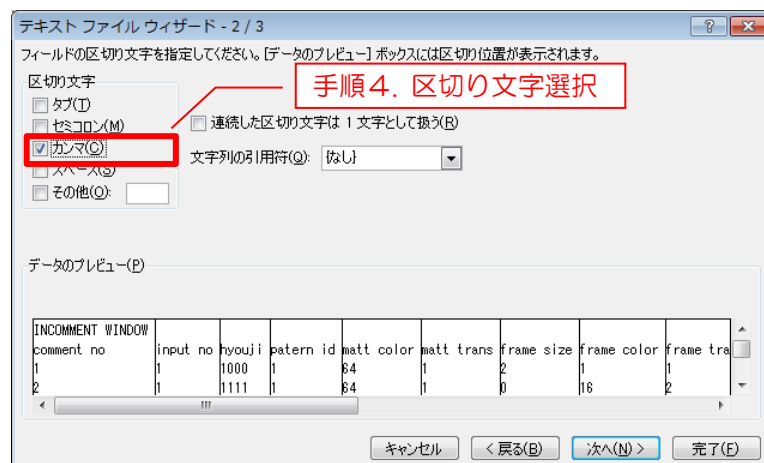 テキスト ファイル ウィザード - 2 / 3
フィールドの区切り文字を指定してください。[データのプレビュー] ボックスには区切り位置が表示されます。
区切り文字
手順４．区切り文字選択
タブ(T)
セミコロン(M)
連続した区切り文字は 1 文字として扱う(R)
カンマ(C)
文字列の引用符(Q): {なし}
スペース(S)
その他(O):
データのプレビュー(P)
INCOMMENT WINDOW
comment no input no hyouji patern id matt color matt trans frame size frame color frame tra
1 1 1000 1 64 1 2 1 1
2 1 1111 1 64 1 0 16 2
キャンセル < 戻る(B) 次へ(N) > 完了(F)